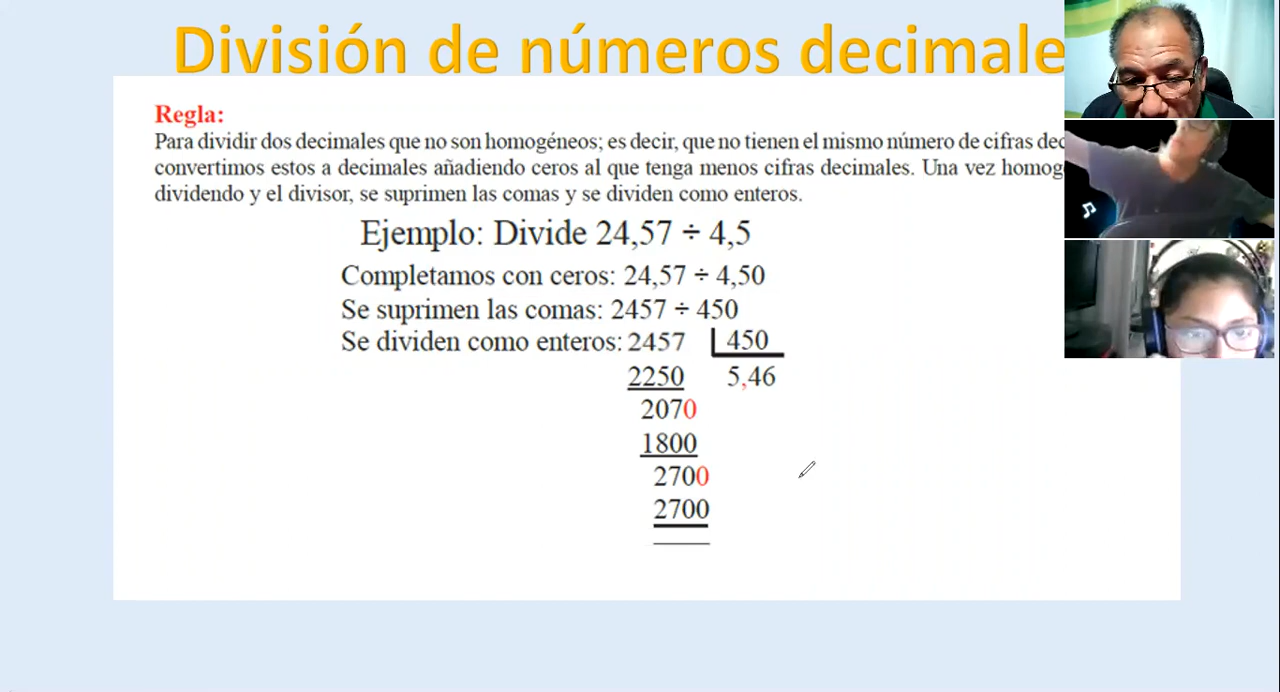 División de números decimale
Regla:
Para dividir dos decimales que no son homogéneos; es decir, que no tienen el mismo número de cifras dec
convertimos estos a decimales añadiendo ceros al que tenga menos cifras decimales. Una vez homog
dividendo y el divisor, se suprimen las comas y se dividen como enteros.
Ejemplo: Divide 24,57 ÷ 4,5
Completamos con ceros: 24,57 ÷ 4,50
Se suprimen las comas: 2457 ÷ 450
Se dividen como enteros: 2457 450
2250 5,46
2070
1800
2700
2700